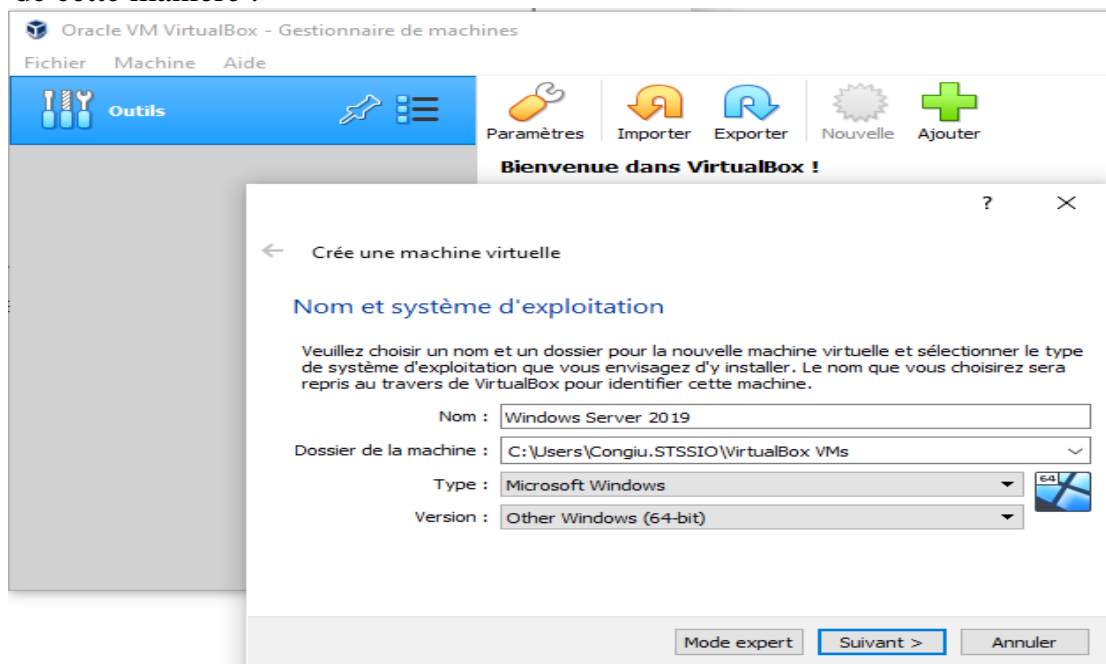 de cette manière :
Oracle VM VirtualBox - Gestionnaire de machines
Fichier Machine Aide
Outils
Paramètres Importer Exporter Nouvelle Ajouter
Bienvenue dans VirtualBox !
?
Crée une machine virtuelle
Nom et système d'exploitation
Veuillez choisir un nom et un dossier pour la nouvelle machine virtuelle et sélectionner le type
de système d'exploitation que vous envisagez d'y installer. Le nom que vous choisirez sera
repris au travers de VirtualBox pour identifier cette machine.
Nom : Windows Server 2019
Dossier de la machine : C:\Users\Congiu.STSSIO\VirtualBox VMs
Type : Microsoft Windows
64
Version : Other Windows (64-bit)
Mode expert Suivant > Annuler